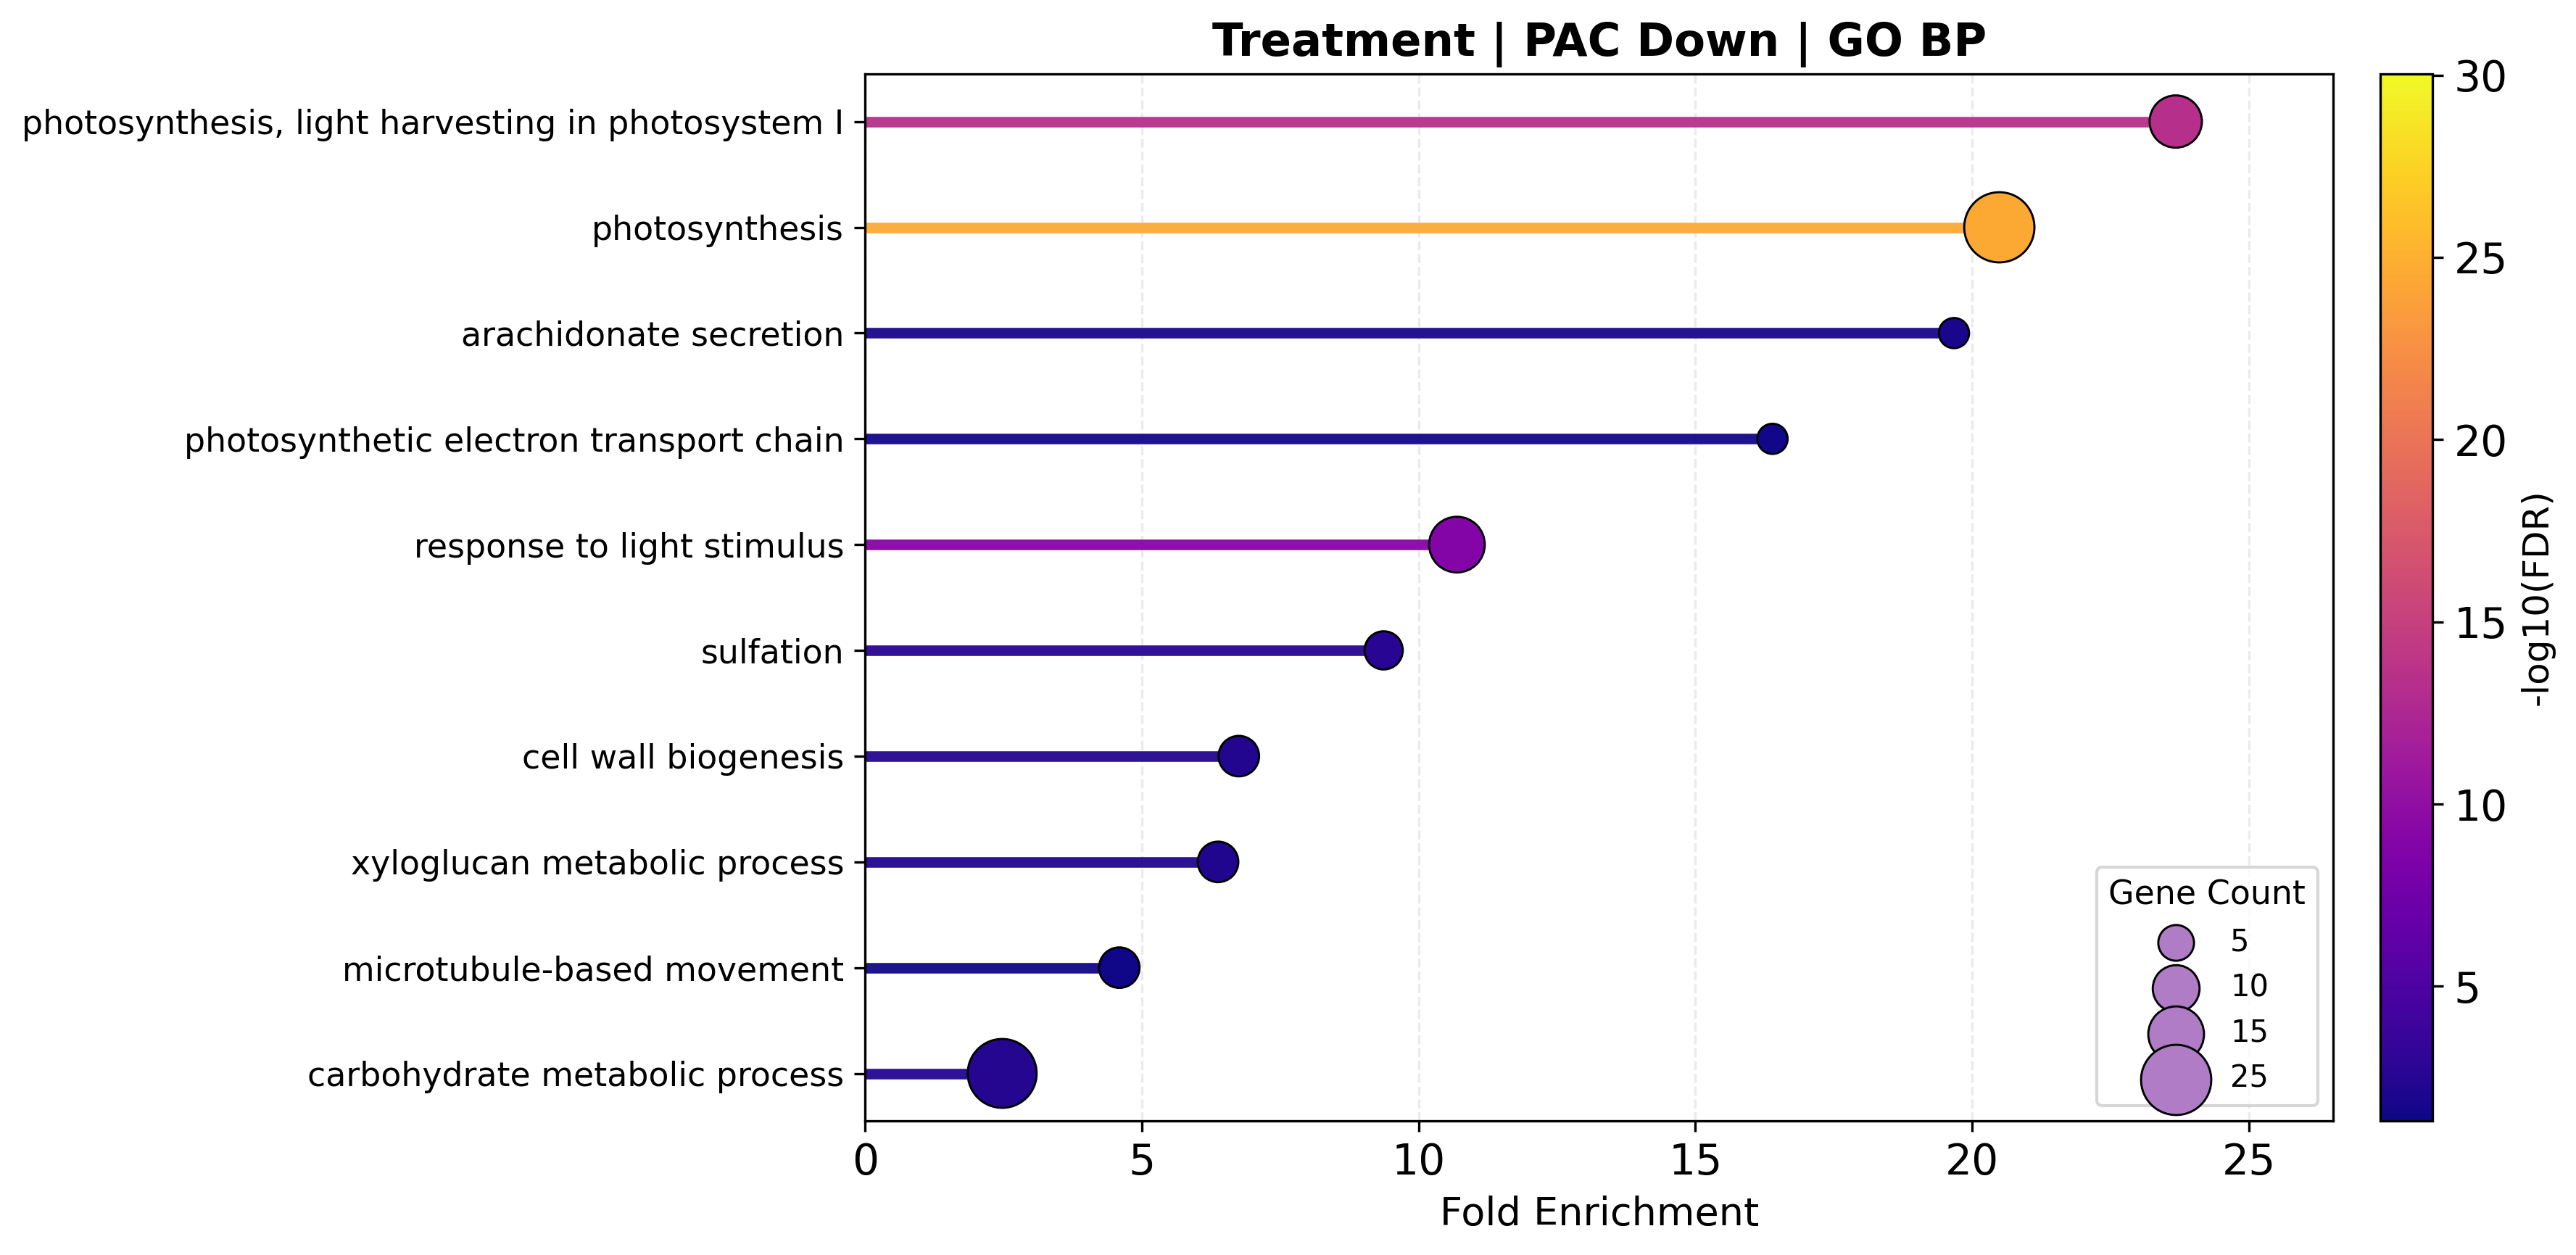 Treatment | PAC Down | GO BP
photosynthesis, light harvesting in photosystem I
photosynthesis
arachidonate secretion
photosynthetic electron transport chain
response to light stimulus
sulfation
cell wall biogenesis
xyloglucan metabolic process
microtubule-based movement
carbohydrate metabolic process
0 5 10 15 20 25
Fold Enrichment
Gene Count
5
10
15
25
30
25
20
15
10
5
-log10(FDR)